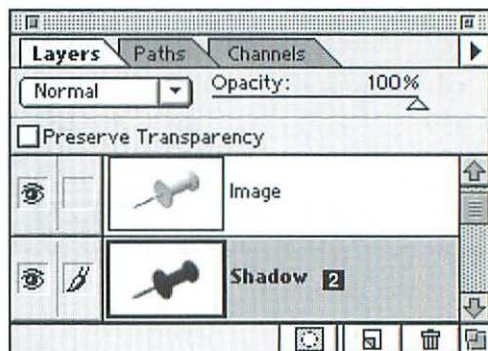 Layers Paths Channels
Normal Opacity: 100%
Preserve Transparency
Image
Shadow 2